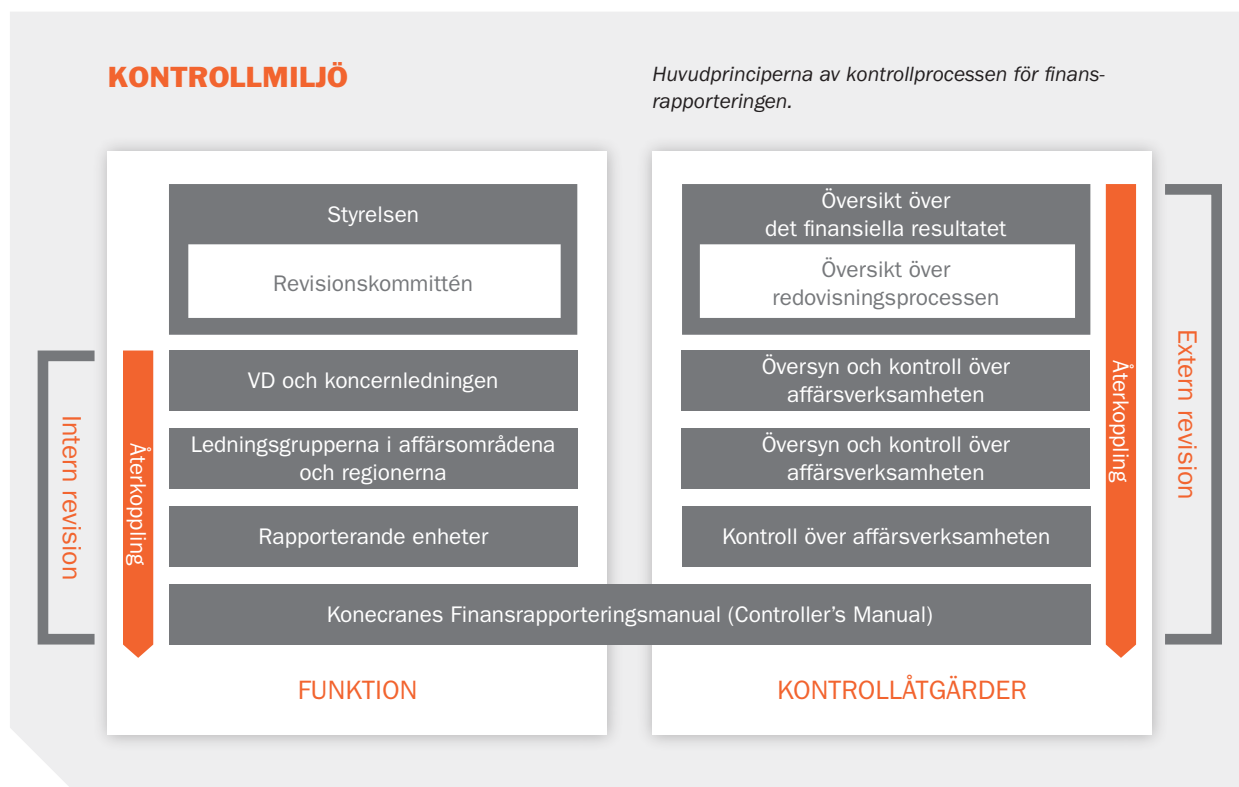 KONTROLLMILJÖ
Huvudprinciperna av kontrollprocessen för finans-
rapporteringen.
Styrelsen
Revisionskommittén
VD och koncernledningen
Ledningsgrupperna i affärsområdena
och regionerna
Rapporterande enheter
Intern revision
Återkoppling
Översikt över
det finansiella resultatet
Översikt över
redovisningsprocessen
Översyn och kontroll över
affärsverksamheten
Översyn och kontroll över
affärsverksamheten
Kontroll över affärsverksamheten
Återkoppling
Extern revision
Konecranes Finansrapporteringsmanual (Controller's Manual)
FUNKTION
KONTROLLÅTGÄRDER